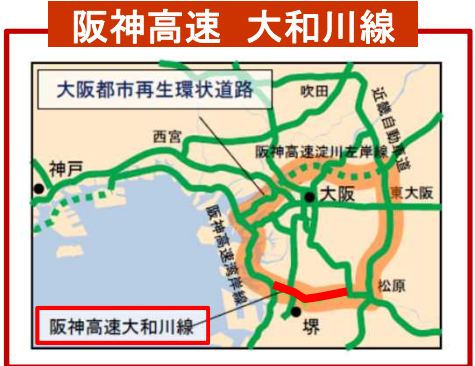 阪神高速 大和川線
大阪都市再生環状道路
吹田
近畿自動車道
西宮
阪神高速淀川左岸線
神戸
大阪
東大阪
阪神高速湾岸線
松原
阪神高速大和川線
堺